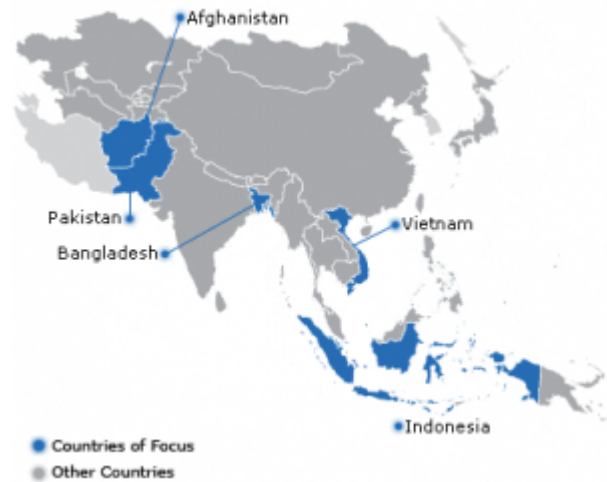 Afghanistan
Pakistan
Vietnam
Bangladesh
Indonesia
Countries of Focus
Other Countries